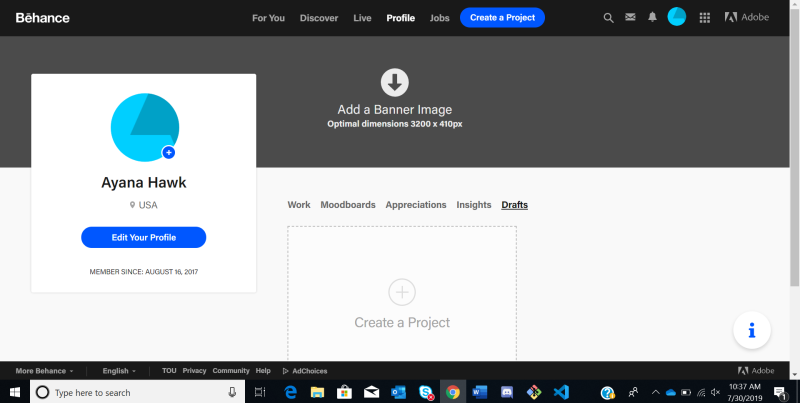 Bēhance
For You Discover Live Profile Jobs Create a Project
Adobe
Add a Banner Image
Optimal dimensions 3200 x 410px
Ayana Hawk
USA
Edit Your Profile
MEMBER SINCE: AUGUST 16, 2017
Work Moodboards Appreciations Insights Drafts
Create a Project
More Behance English TOU Privacy Community Help AdChoices Adobe
Type here to search
10:37 AM
7/30/2019
1